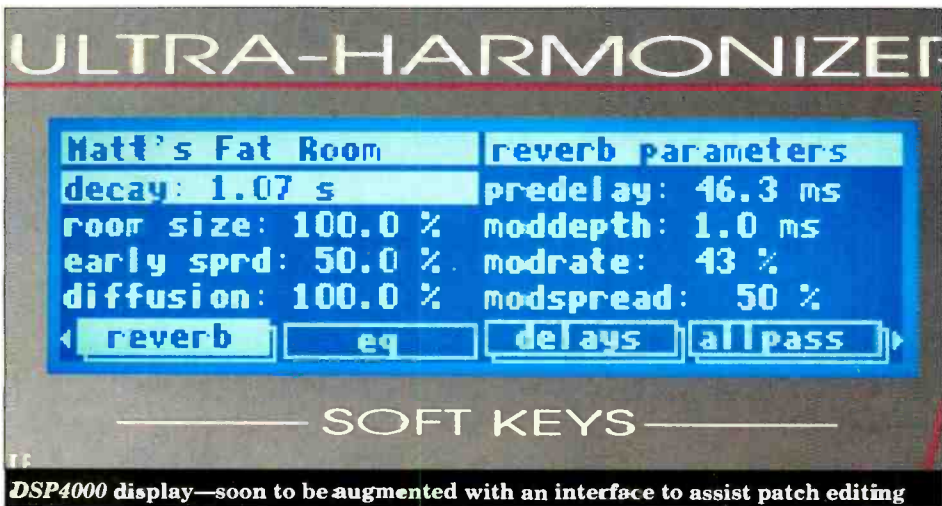 ULTRA-HARMONIZER
Matt's Fat Room reverb parameters
decay: 1.07 s predelay: 46.3 ms
room size: 100.0 % moddepth: 1.0 ms
early sprd: 50.0 % modrate: 43 %
diffusion: 100.0 % modspread: 50 %
reverb eq delays allpass
SOFT KEYS
DSP4000 display—soon to be augmented with an interface to assist patch editing